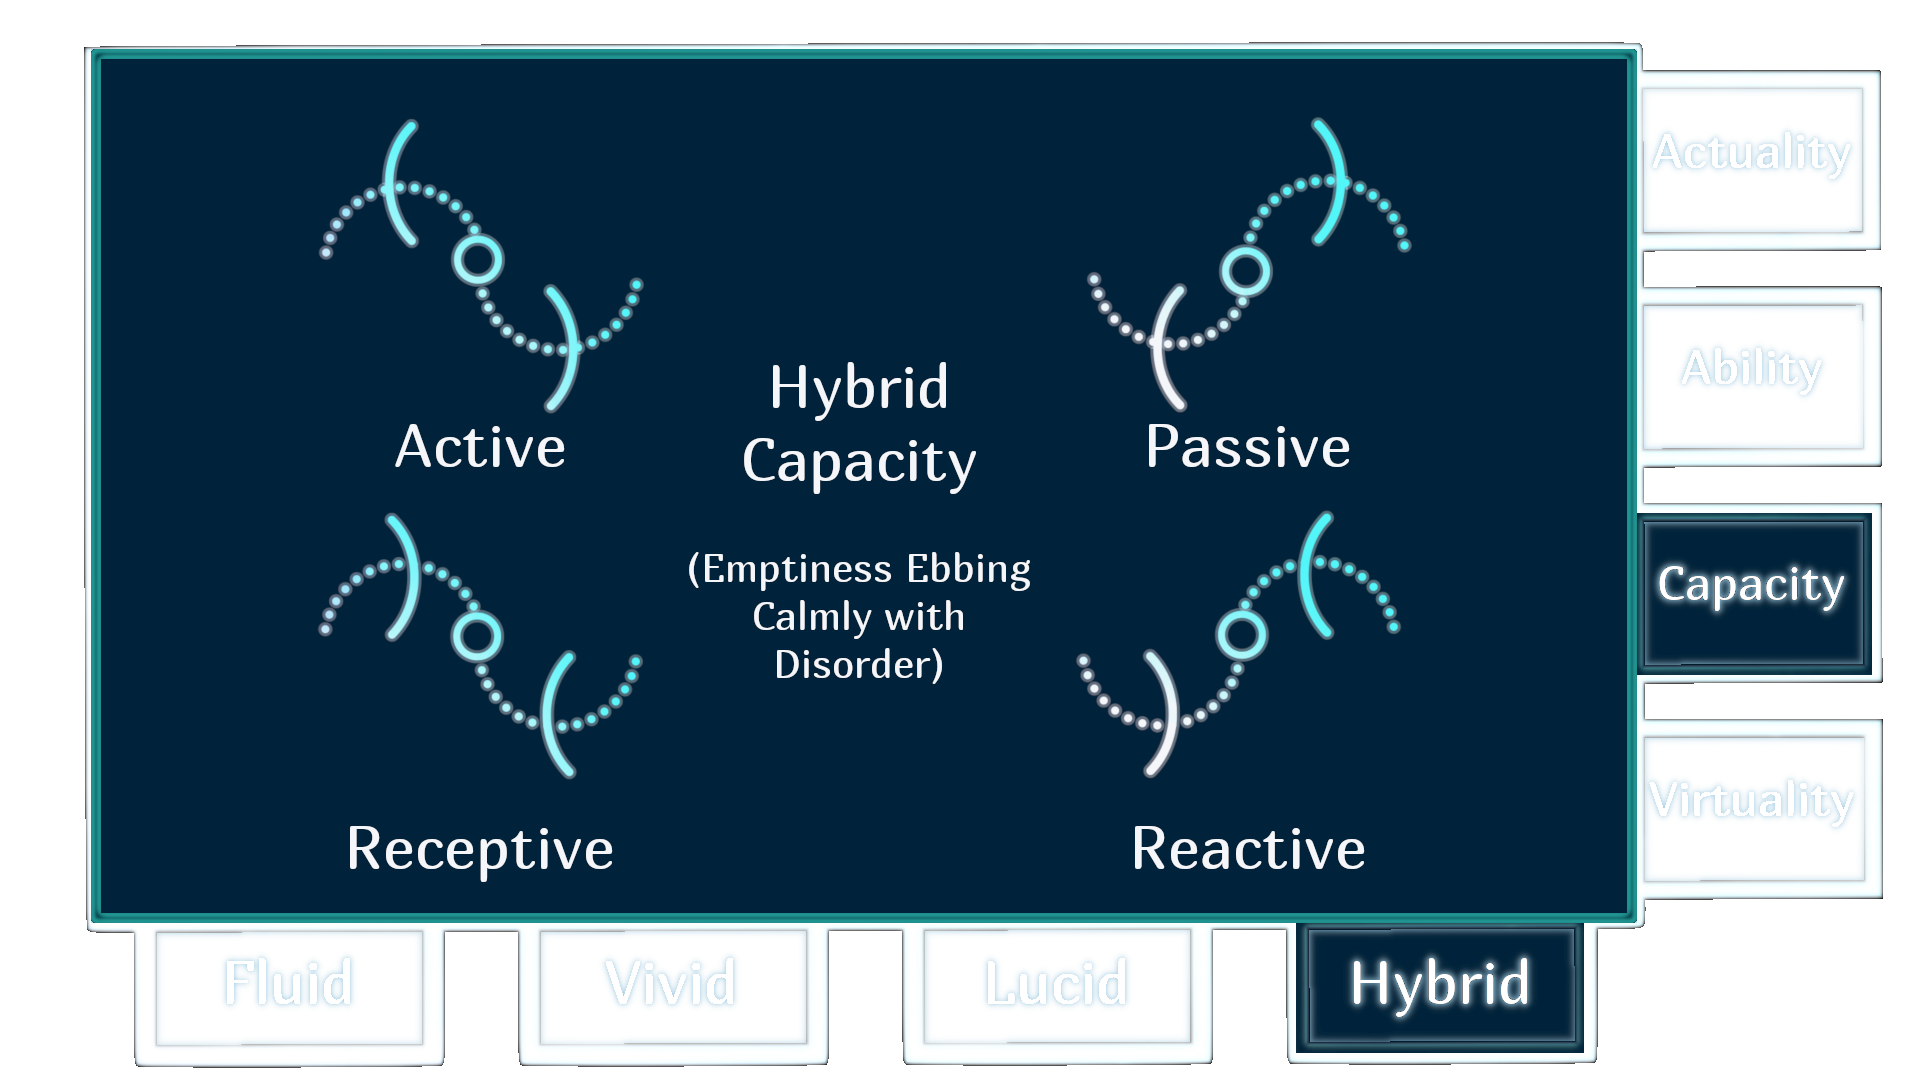 Actuality
Hybrid
Capacity
Ability
Active
Passive
(Emptiness Ebbing
Calmly with
Disorder)
Capacity
Virtuality
Receptive
Reactive
Fluid
Vivid
Lucid
Hybrid